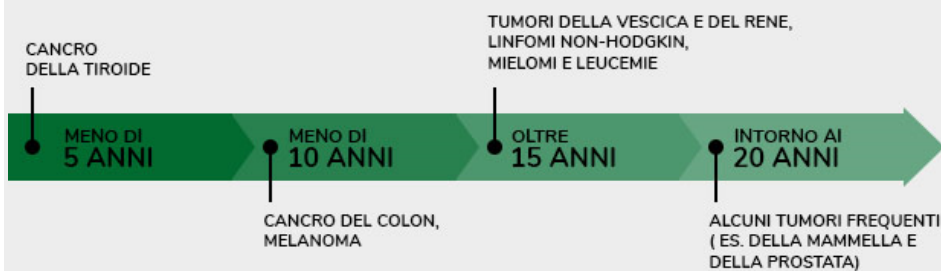 CANCRO
DELLA TIROIDE
TUMORI DELLA VESCICA E DEL RENE,
LINFOMI NON-HODGKIN,
MIELOMI E LEUCEMIE
MENO DI
5 ANNI
MENO DI
10 ANNI
OLTRE
15 ANNI
INTORNO AI
20 ANNI
CANCRO DEL COLON,
MELANOMA
ALCUNI TUMORI FREQUENTI
( ES. DELLA MAMMELLA E
DELLA PROSTATA)